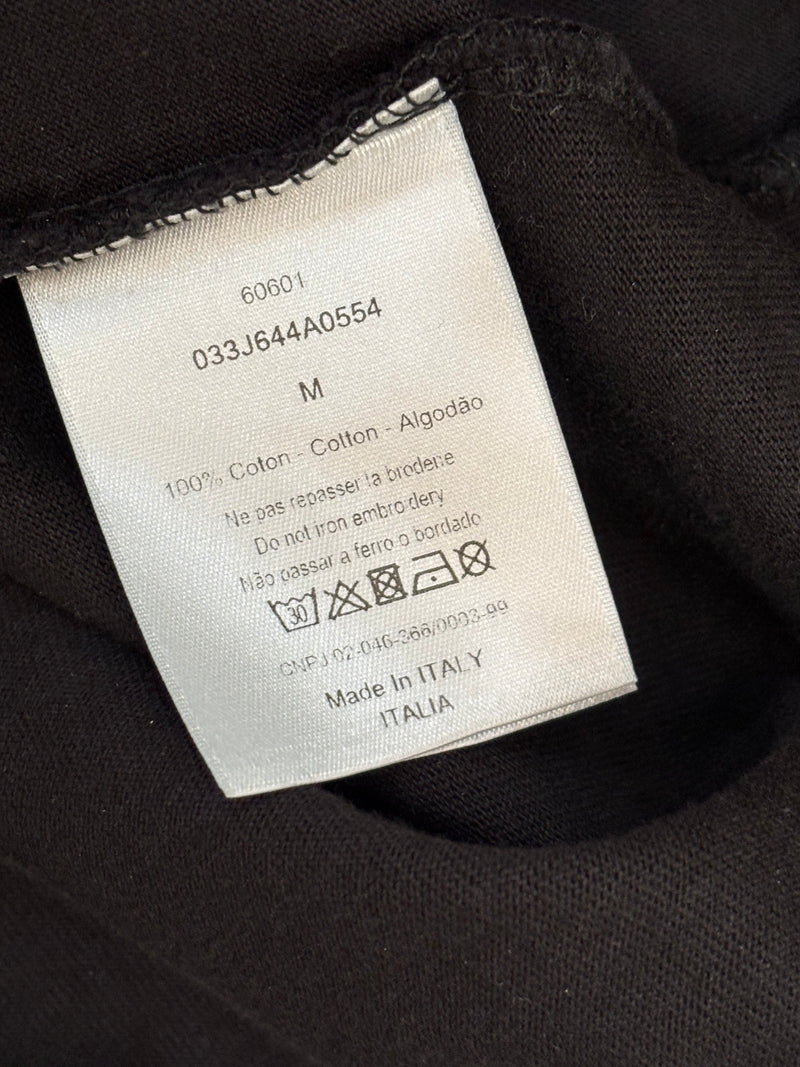 60601
033J644A0554
M
100% Coton - Cotton - Algodão
Ne pas repasser la broderie
Do not iron embroidery
Não passar a ferro o bordado
30
CNPJ 02-046-366/0003-99
Made In ITALY
ITALIA